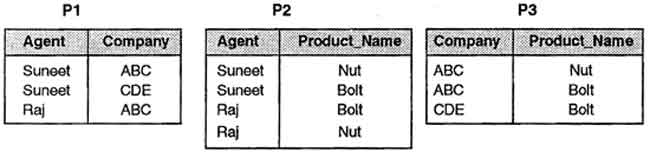 P1 P2 P3
Agent Company Agent Product_Name Company Product_Name
Suneet ABC Suneet Nut ABC Nut
Suneet CDE Suneet Bolt ABC Bolt
Raj ABC Raj Bolt CDE Bolt
Raj Nut